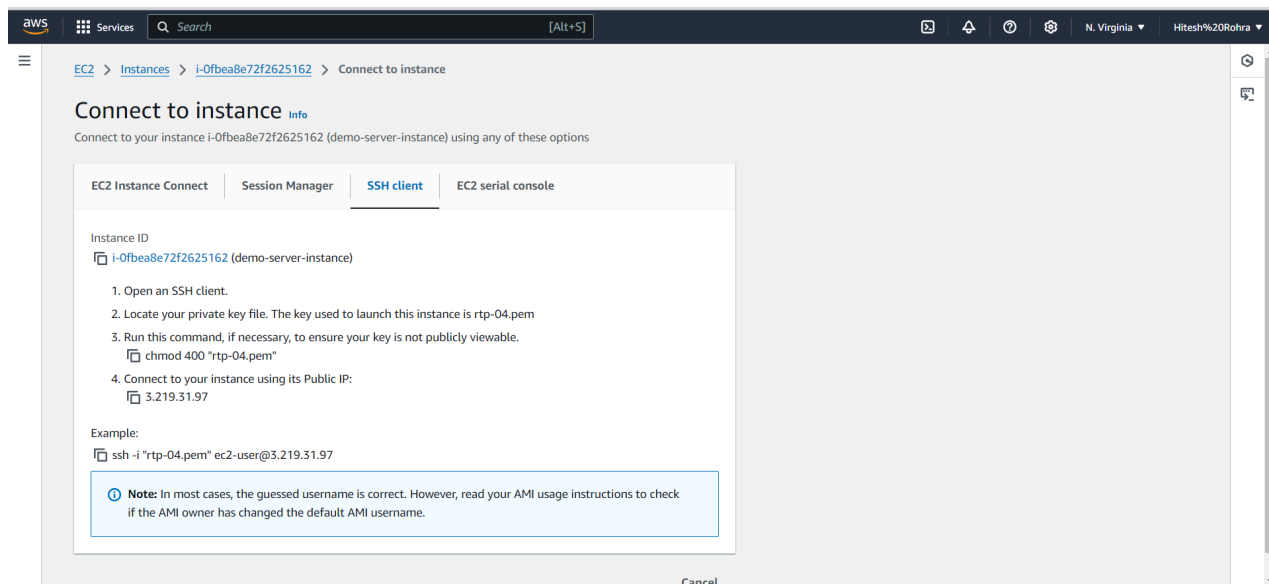 aws Services Search [Alt+S] N. Virginia Hitesh%20Rohra
EC2 > Instances > i-0fbea8e72f2625162 > Connect to instance
Connect to instance Info
Connect to your instance i-0fbea8e72f2625162 (demo-server-instance) using any of these options
EC2 Instance Connect Session Manager SSH client EC2 serial console
Instance ID
i-0fbea8e72f2625162 (demo-server-instance)
1. Open an SSH client.
2. Locate your private key file. The key used to launch this instance is rtp-04.pem
3. Run this command, if necessary, to ensure your key is not publicly viewable.
chmod 400 "rtp-04.pem"
4. Connect to your instance using its Public IP:
3.219.31.97
Example:
ssh -i "rtp-04.pem" ec2-user@3.219.31.97
Note: In most cases, the guessed username is correct. However, read your AMI usage instructions to check
if the AMI owner has changed the default AMI username.
Cancel